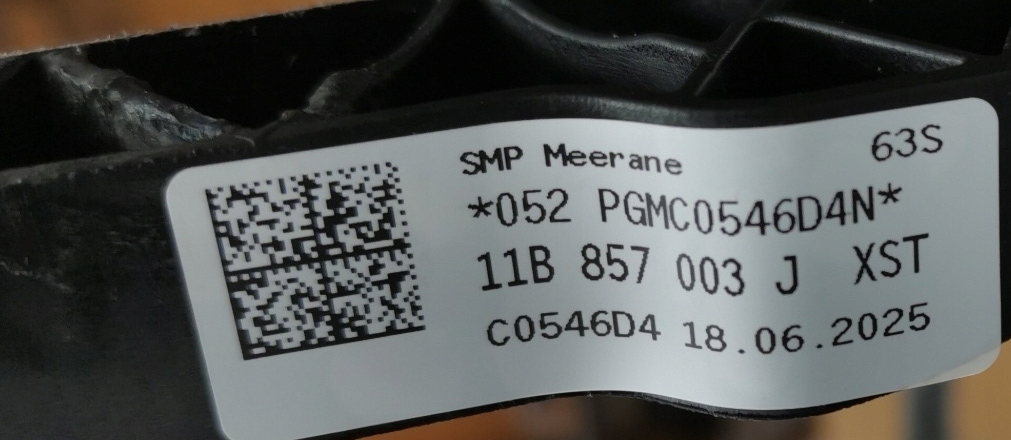 SMP Meerane 63S
*052 PGMC0546D4N*
11B 857 003 J XST
C0546D4 18.06.2025